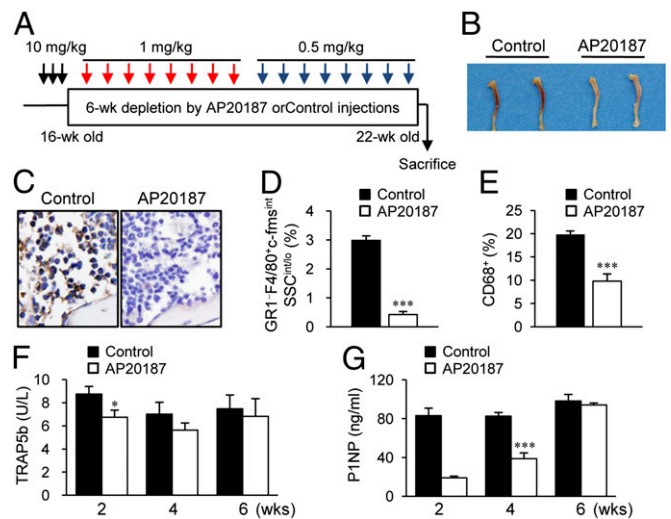 A
10 mg/kg
1 mg/kg
0.5 mg/kg
6-wk depletion by AP20187 orControl injections
16-wk old
22-wk old
Sacrifice
B
Control
AP20187
C
Control
AP20187
D
Control
AP20187
GR1⁻F4/80⁺c-fmsⁱⁿᵗ
SSCⁱⁿᵗ/ˡᵒ (%)
4
3
2
1
0
***
E
Control
AP20187
CD68⁺ (%)
25
20
15
10
5
0
***
F
Control
AP20187
TRAP5b (U/L)
10
8
6
4
2
0
*
2 4 6 (wks)
G
Control
AP20187
P1NP (ng/ml)
120
80
40
0
***
2 4 6 (wks)